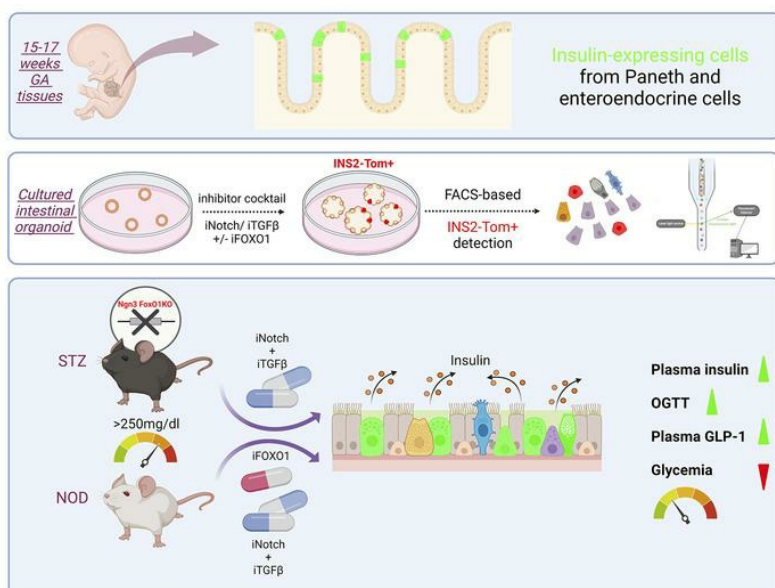 15-17
weeks
GA
tissues
Insulin-expressing cells
from Paneth and
enteroendocrine cells
Cultured
intestinal
organoid
inhibitor cocktail
iNotch/ iTGFβ
+/- iFOXO1
INS2-Tom+
FACS-based
INS2-Tom+
detection
Ngn3 FoxO1KO
STZ
>250mg/dl
NOD
iNotch
+
iTGFβ
iFOXO1
iNotch
+
iTGFβ
Insulin
Plasma insulin
OGTT
Plasma GLP-1
Glycemia